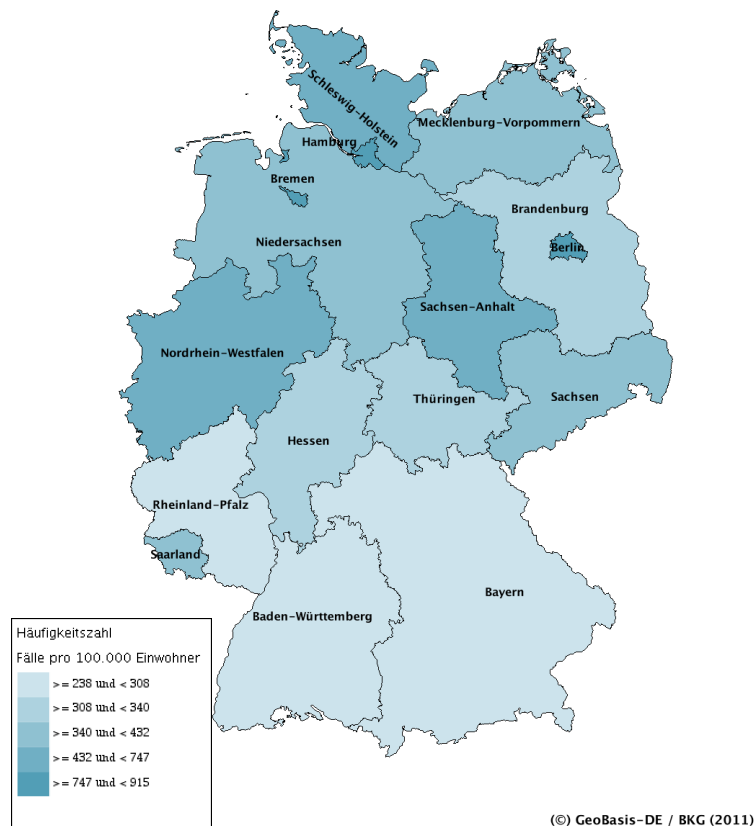 Schleswig-Holstein
Mecklenburg-Vorpommern
Hamburg
Bremen
Brandenburg
Niedersachsen
Berlin
Sachsen-Anhalt
Nordrhein-Westfalen
Thüringen
Sachsen
Hessen
Rheinland-Pfalz
Saarland
Bayern
Baden-Württemberg
Häufigkeitszahl
Fälle pro 100.000 Einwohner
>= 238 und < 308
>= 308 und < 340
>= 340 und < 432
>= 432 und < 747
>= 747 und < 915
(©) GeoBasis-DE / BKG (2011)